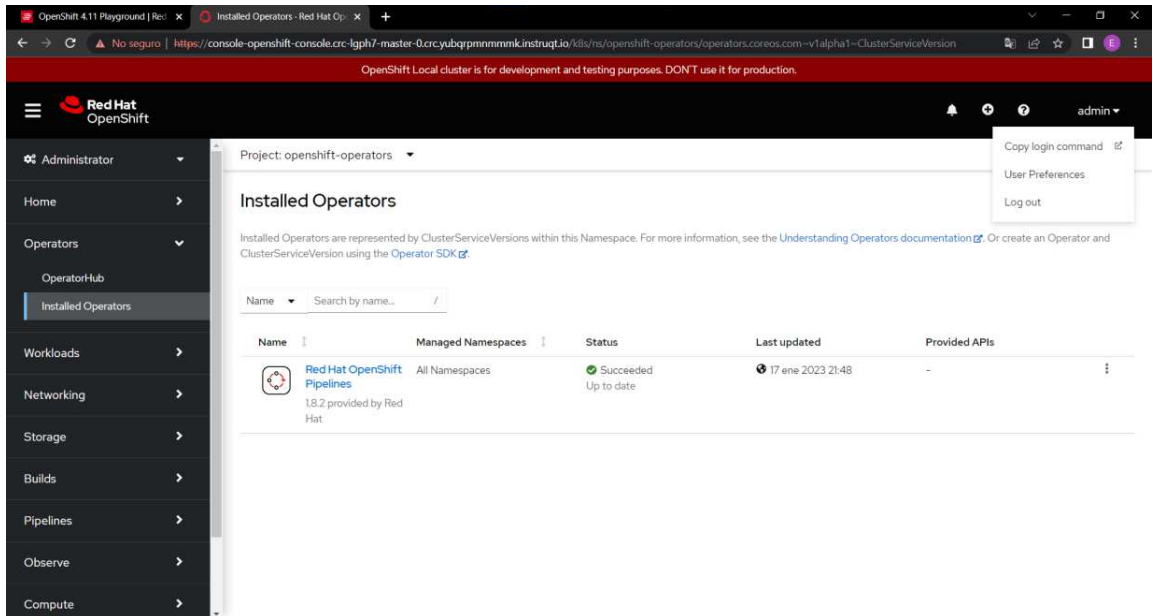 OpenShift 4.11 Playground | Red
Installed Operators · Red Hat Op
No seguro | https://console-openshift-console.crc-lgph7-master-0.crc.yubqrpmnmmmk.instruqt.io/k8s/ns/openshift-operators/operators.coreos.com~v1alpha1~ClusterServiceVersion
E
OpenShift Local cluster is for development and testing purposes. DON'T use it for production.
Red Hat
OpenShift
admin
Copy login command
User Preferences
Log out
Administrator
Home
Operators
OperatorHub
Installed Operators
Workloads
Networking
Storage
Builds
Pipelines
Observe
Compute
Project: openshift-operators
Installed Operators
Installed Operators are represented by ClusterServiceVersions within this Namespace. For more information, see the Understanding Operators documentation. Or create an Operator and
ClusterServiceVersion using the Operator SDK.
Name Search by name... /
Name Managed Namespaces Status Last updated Provided APIs
Red Hat OpenShift All Namespaces Succeeded 17 ene 2023 21:48 -
Pipelines Up to date
1.8.2 provided by Red
Hat